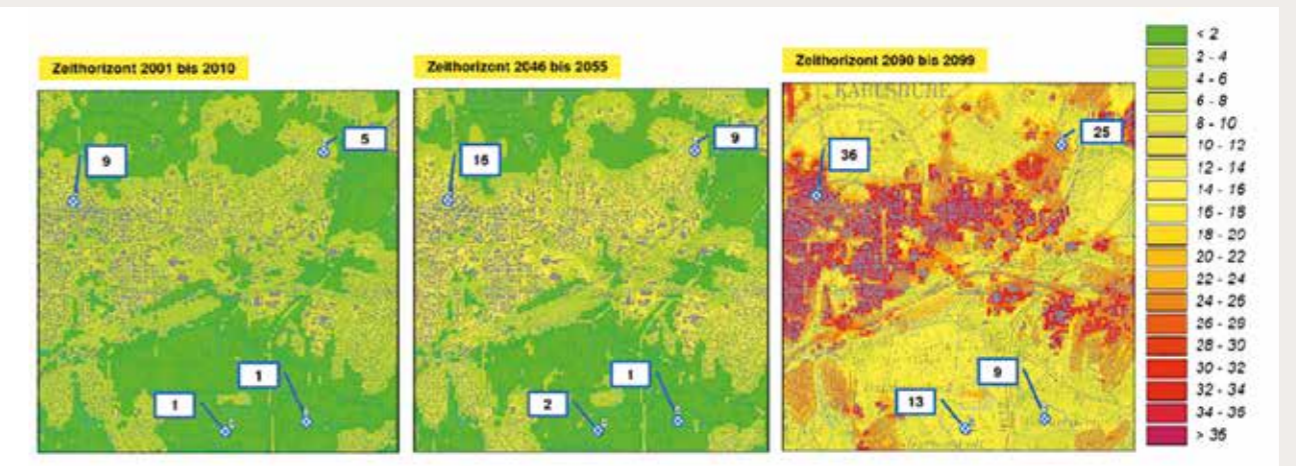 Zeithorizont 2001 bis 2010
9
5
1
1
Zeithorizont 2046 bis 2055
16
9
1
2
Zeithorizont 2090 bis 2099
KARLSRUHE
36
25
9
13
< 2
2 - 4
4 - 6
6 - 8
8 - 10
10 - 12
12 - 14
14 - 16
16 - 18
18 - 20
20 - 22
22 - 24
24 - 26
26 - 29
28 - 30
30 - 32
32 - 34
34 - 36
> 36